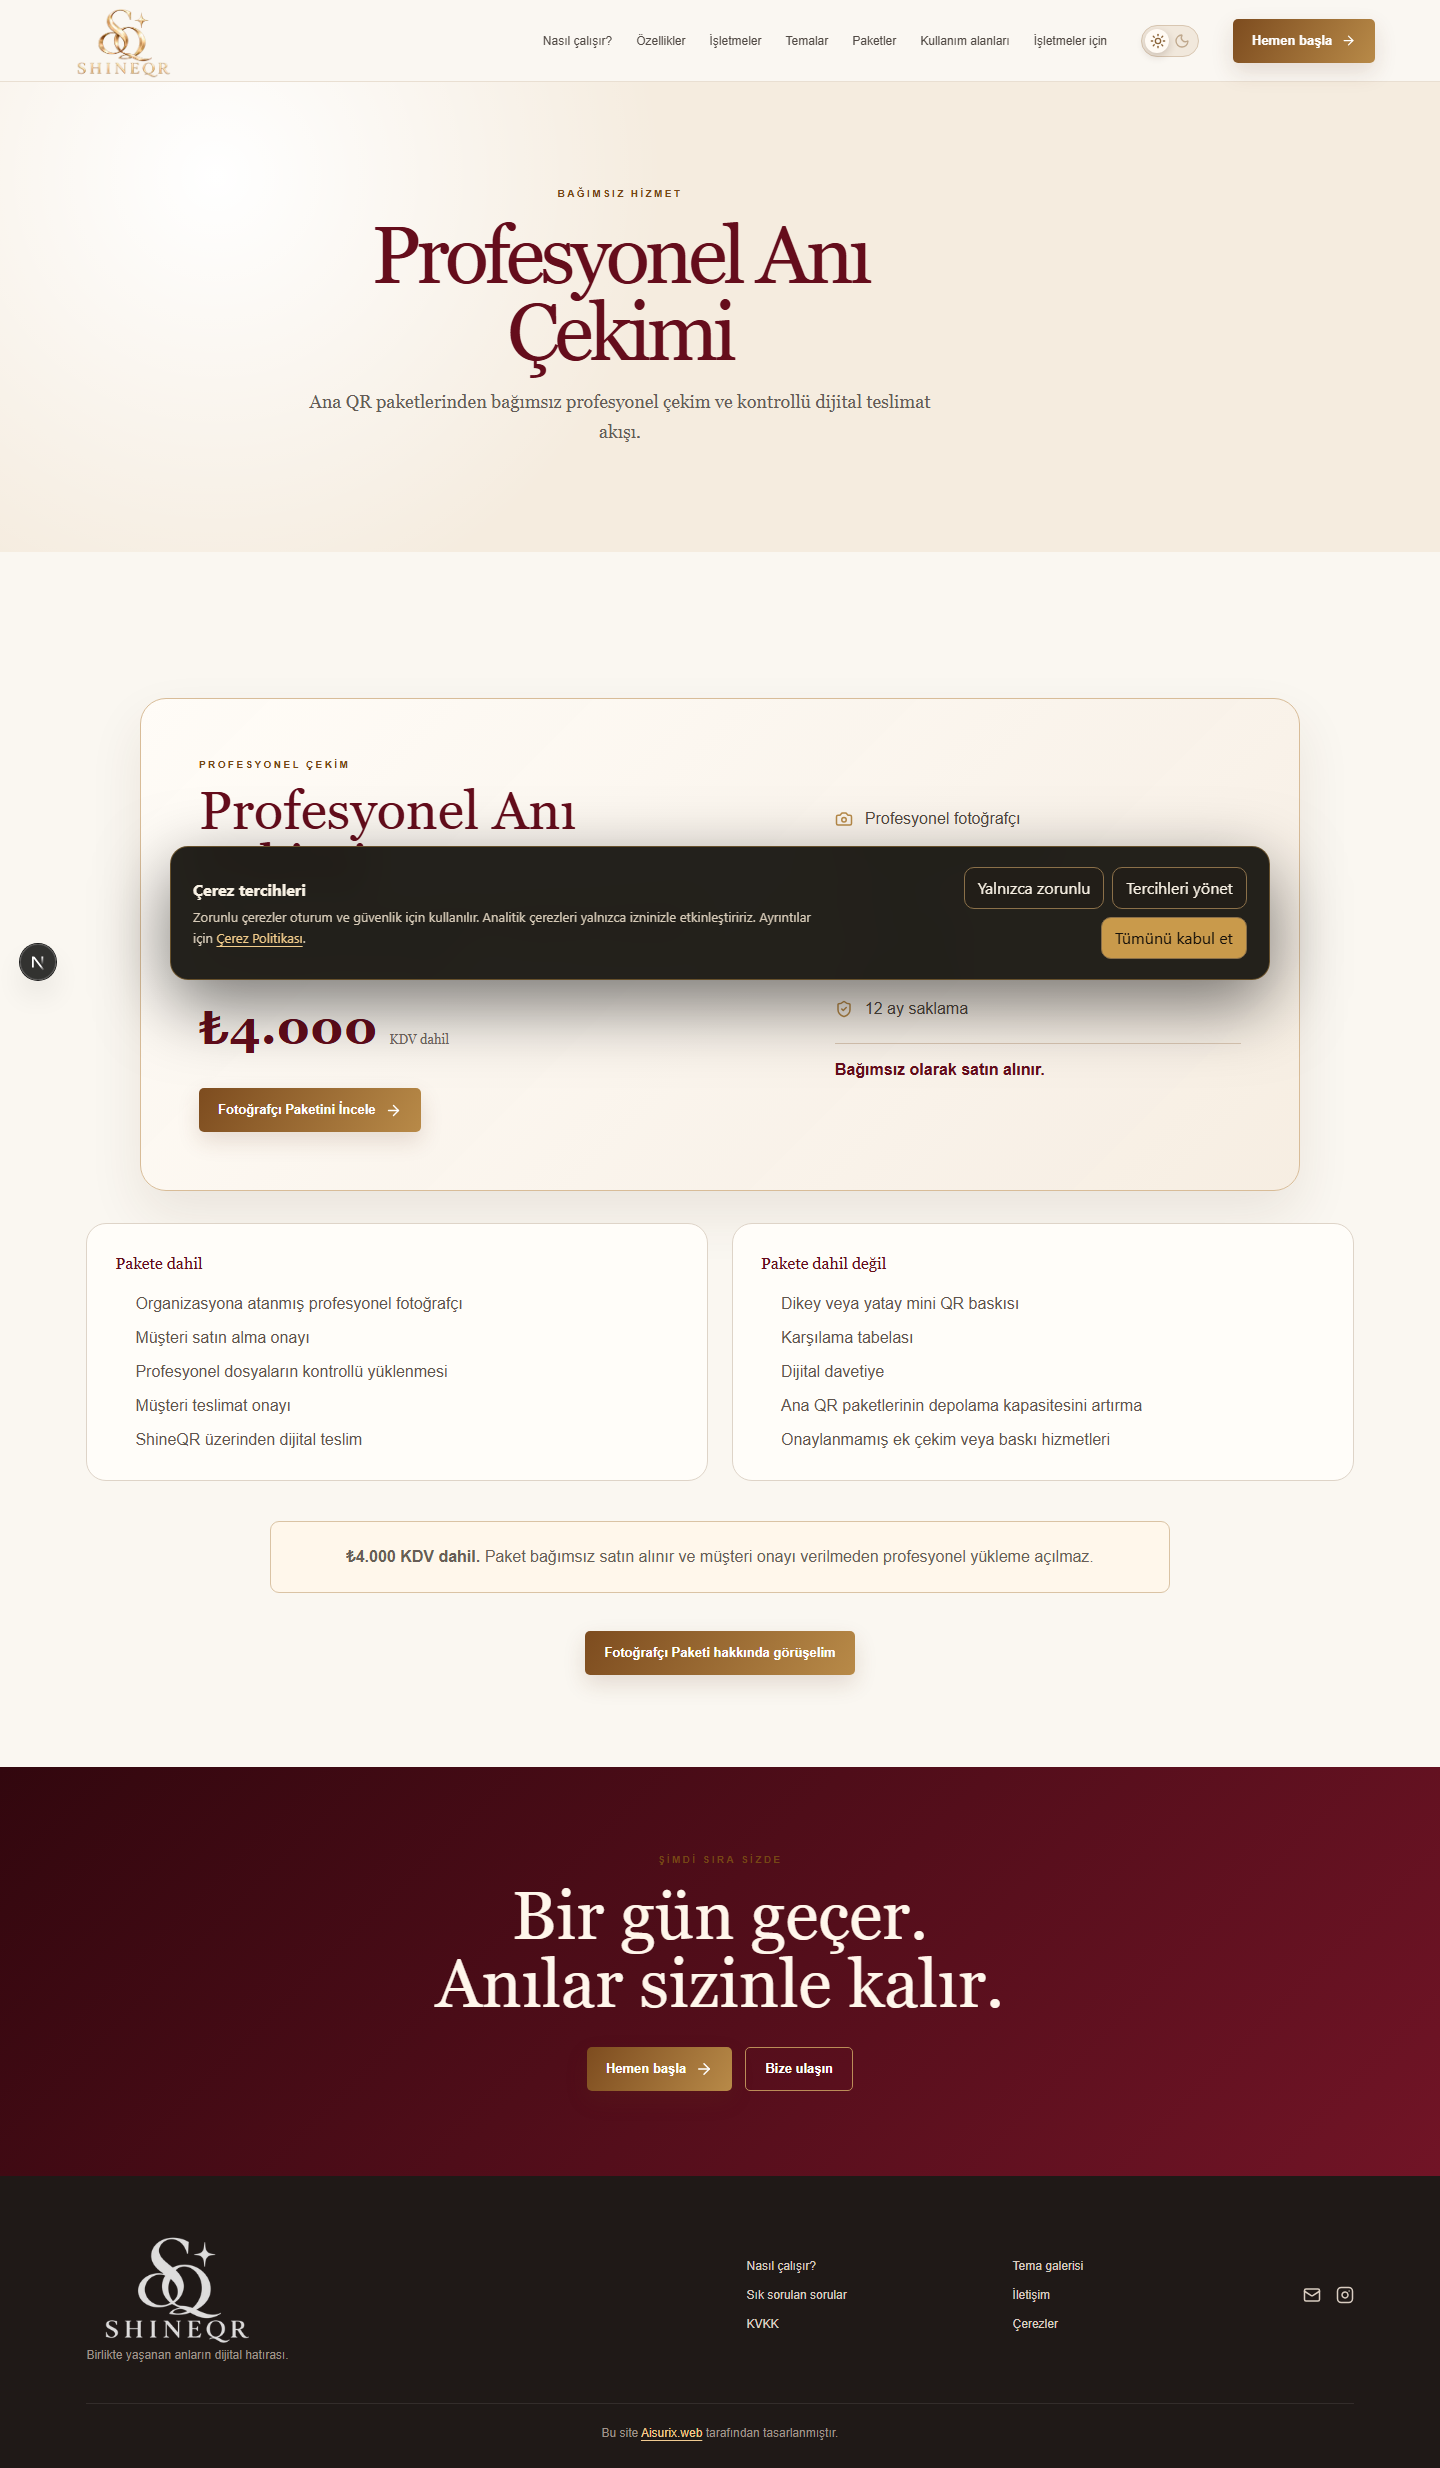 SHINEQR
Nasıl çalışır?
Özellikler
İşletmeler
Temalar
Paketler
Kullanım alanları
İşletmeler için
Hemen başla
BAĞIMSIZ HİZMET
Profesyonel Anı
Çekimi
Ana QR paketlerinden bağımsız profesyonel çekim ve kontrollü dijital teslimat
akışı.
PROFESYONEL ÇEKİM
Profesyonel Anı
Profesyonel fotoğrafçı
Çerez tercihleri
Zorunlu çerezler oturum ve güvenlik için kullanılır. Analitik çerezleri yalnızca izninizle etkinleştiririz. Ayrıntılar
için Çerez Politikası.
Yalnızca zorunlu
Tercihleri yönet
Tümünü kabul et
N
12 ay saklama
₺4.000 KDV dahil
Bağımsız olarak satın alınır.
Fotoğrafçı Paketini İncele
Pakete dahil
Organizasyona atanmış profesyonel fotoğrafçı
Müşteri satın alma onayı
Profesyonel dosyaların kontrollü yüklenmesi
Müşteri teslimat onayı
ShineQR üzerinden dijital teslim
Pakete dahil değil
Dikey veya yatay mini QR baskısı
Karşılama tabelası
Dijital davetiye
Ana QR paketlerinin depolama kapasitesini artırma
Onaylanmamış ek çekim veya baskı hizmetleri
₺4.000 KDV dahil. Paket bağımsız satın alınır ve müşteri onayı verilmeden profesyonel yükleme açılmaz.
Fotoğrafçı Paketi hakkında görüşelim
ŞİMDİ SIRA SİZDE
Bir gün geçer.
Anılar sizinle kalır.
Hemen başla
Bize ulaşın
SHINEQR
Birlikte yaşanan anların dijital hatırası.
Nasıl çalışır?
Sık sorulan sorular
KVKK
Tema galerisi
İletişim
Çerezler
Bu site Aisurix.web tarafından tasarlanmıştır.